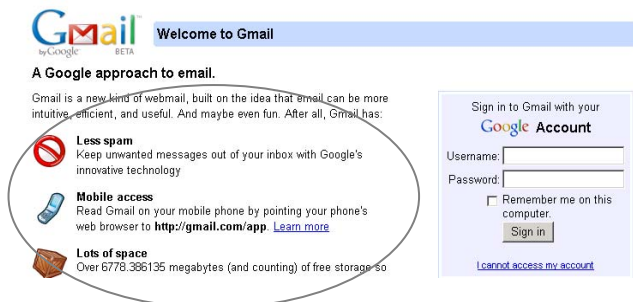 Gmail
by Google BETA
Welcome to Gmail
A Google approach to email.
Gmail is a new kind of webmail, built on the idea that email can be more
intuitive, efficient, and useful. And maybe even fun. After all, Gmail has:
Less spam
Keep unwanted messages out of your inbox with Google's
innovative technology
Mobile access
Read Gmail on your mobile phone by pointing your phone's
web browser to http://gmail.com/app. Learn more
Lots of space
Over 6778.386135 megabytes (and counting) of free storage so
Sign in to Gmail with your
Google Account
Username:
Password:
Remember me on this
computer.
Sign in
I cannot access my account